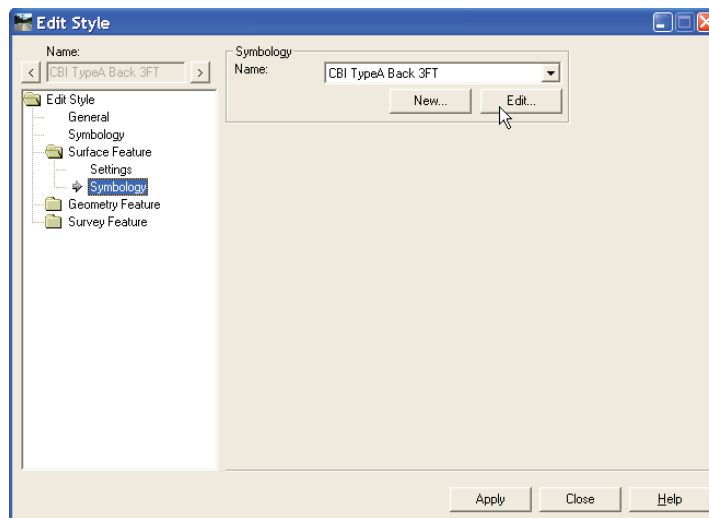 Edit Style
Name:
< CBI TypeA Back 3FT >
Edit Style
General
Symbology
Surface Feature
Settings
Symbology
Geometry Feature
Survey Feature
Symbology
Name: CBI TypeA Back 3FT
New... Edit...
Apply Close Help